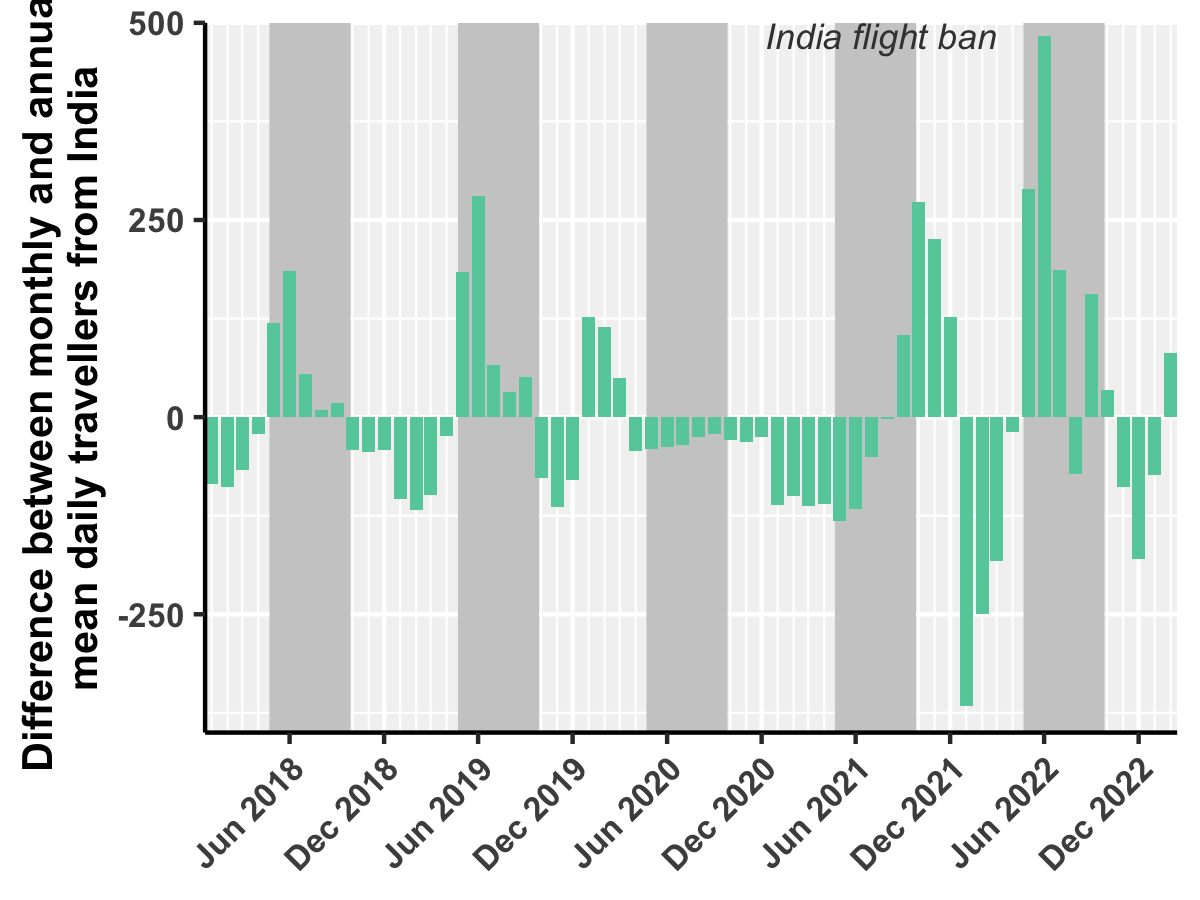 Difference between monthly and annua
mean daily travellers from India
500
250
0
-250
India flight ban
Jun 2018
Dec 2018
Jun 2019
Dec 2019
Jun 2020
Dec 2020
Jun 2021
Dec 2021
Jun 2022
Dec 2022